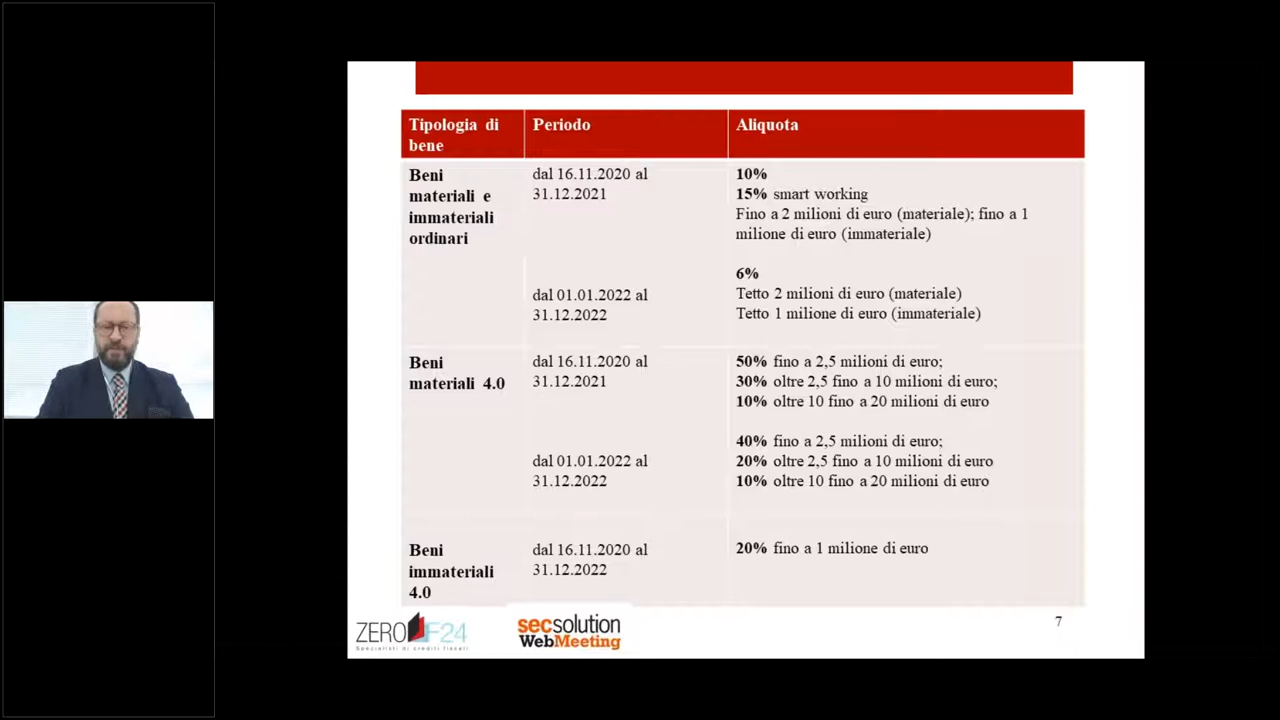 Tipologia di
bene
Periodo
Aliquota
Beni
materiali e
immateriali
ordinari
dal 16.11.2020 al
31.12.2021
10%
15% smart working
Fino a 2 milioni di euro (materiale); fino a 1
milione di euro (immateriale)
dal 01.01.2022 al
31.12.2022
6%
Tetto 2 milioni di euro (materiale)
Tetto 1 milione di euro (immateriale)
Beni
materiali 4.0
dal 16.11.2020 al
31.12.2021
50% fino a 2,5 milioni di euro;
30% oltre 2,5 fino a 10 milioni di euro;
10% oltre 10 fino a 20 milioni di euro
dal 01.01.2022 al
31.12.2022
40% fino a 2,5 milioni di euro;
20% oltre 2,5 fino a 10 milioni di euro
10% oltre 10 fino a 20 milioni di euro
Beni
immateriali
4.0
dal 16.11.2020 al
31.12.2022
20% fino a 1 milione di euro
ZERO F24
Specialisti di crediti fiscali
secsolution
WebMeeting
7